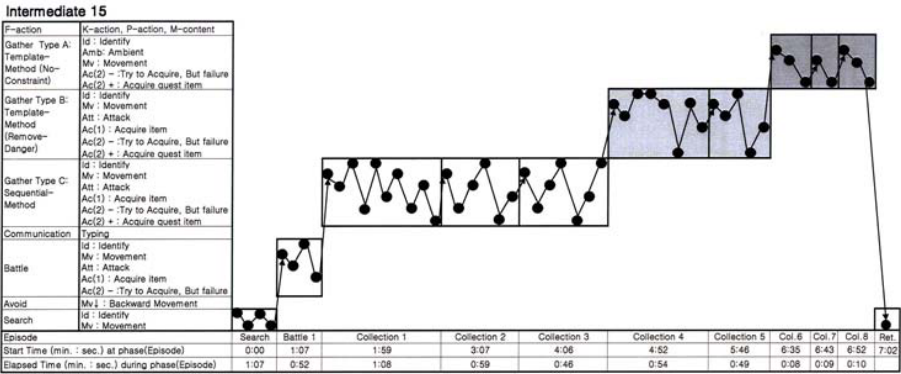 Intermediate 15
F-action K-action, P-action, M-content
Gather Type A: Template-Method (No-Constraint)
Id : Identify
Amb: Ambient
Mv : Movement
Ac(2) - :Try to Acquire, But failure
Ac(2) + : Acquire quest item
Gather Type B: Template-Method (Remove-Danger)
Id : Identify
Mv : Movement
Att : Attack
Ac(1) : Acquire item
Ac(2) - :Try to Acquire, But failure
Ac(2) + : Acquire quest item
Gather Type C: Sequential-Method
Id : Identify
Mv : Movement
Att : Attack
Ac(1) : Acquire item
Ac(2) - :Try to Acquire, But failure
Ac(2) + : Acquire quest item
Communication Typing
Battle
Id : Identify
Mv : Movement
Att : Attack
Ac(1) : Acquire item
Ac(2) - :Try to Acquire, But failure
Avoid Mv↓ : Backward Movement
Search
Id : Identify
Mv : Movement
Episode Search Battle 1 Collection 1 Collection 2 Collection 3 Collection 4 Collection 5 Col.6 Col.7 Col.8 Ret.
Start Time (min. : sec.) at phase(Episode) 0:00 1:07 1:59 3:07 4:06 4:52 5:46 6:35 6:43 6:52 7:02
Elapsed Time (min. : sec.) during phase(Episode) 1:07 0:52 1:08 0:59 0:46 0:54 0:49 0:08 0:09 0:10